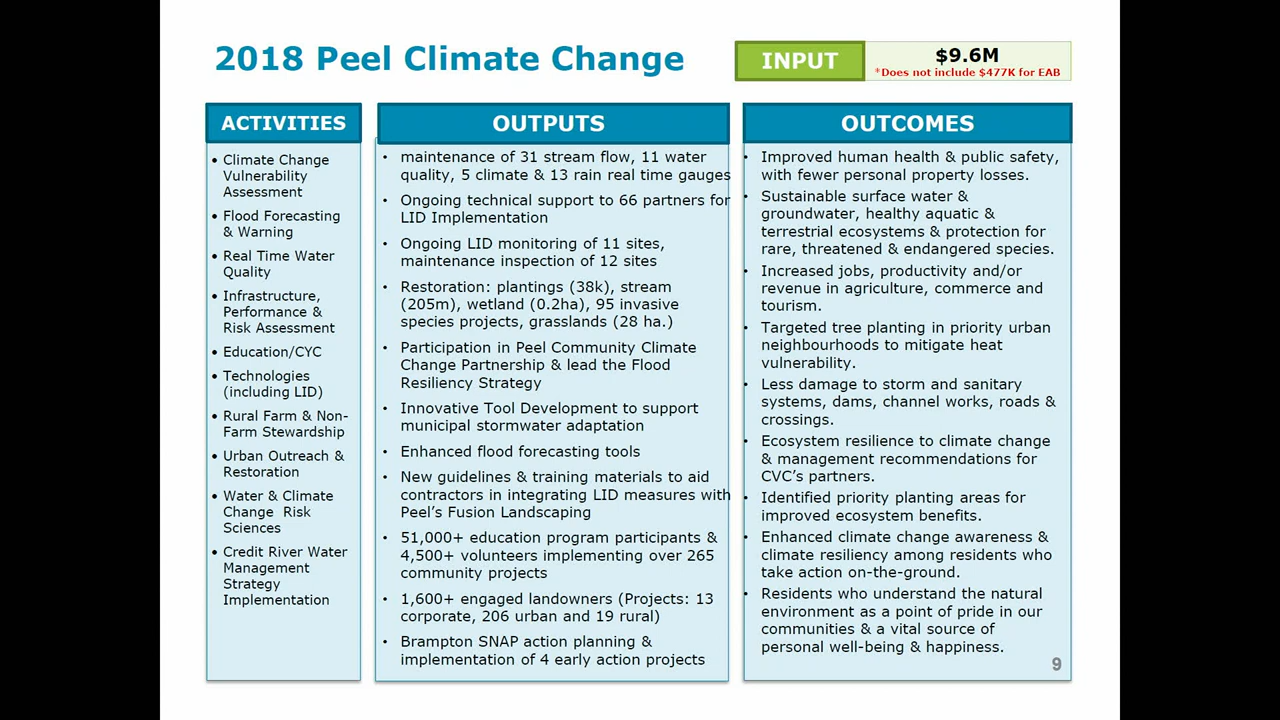 2018 Peel Climate Change
INPUT
$9.6M
*Does not include $477K for EAB
ACTIVITIES
• Climate Change
Vulnerability
Assessment
• Flood Forecasting
& Warning
• Real Time Water
Quality
• Infrastructure,
Performance &
Risk Assessment
• Education/CYC
• Technologies
(including LID)
• Rural Farm & Non-
Farm Stewardship
• Urban Outreach &
Restoration
• Water & Climate
Change Risk
Sciences
• Credit River Water
Management
Strategy
Implementation
OUTPUTS
• maintenance of 31 stream flow, 11 water
quality, 5 climate & 13 rain real time gauges
• Ongoing technical support to 66 partners for
LID Implementation
• Ongoing LID monitoring of 11 sites,
maintenance inspection of 12 sites
• Restoration: plantings (38k), stream
(205m), wetland (0.2ha), 95 invasive
species projects, grasslands (28 ha.)
• Participation in Peel Community Climate
Change Partnership & lead the Flood
Resiliency Strategy
• Innovative Tool Development to support
municipal stormwater adaptation
• Enhanced flood forecasting tools
• New guidelines & training materials to aid
contractors in integrating LID measures with
Peel's Fusion Landscaping
• 51,000+ education program participants &
4,500+ volunteers implementing over 265
community projects
• 1,600+ engaged landowners (Projects: 13
corporate, 206 urban and 19 rural)
• Brampton SNAP action planning &
implementation of 4 early action projects
OUTCOMES
• Improved human health & public safety,
with fewer personal property losses.
• Sustainable surface water &
groundwater, healthy aquatic &
terrestrial ecosystems & protection for
rare, threatened & endangered species.
• Increased jobs, productivity and/or
revenue in agriculture, commerce and
tourism.
• Targeted tree planting in priority urban
neighbourhoods to mitigate heat
vulnerability.
• Less damage to storm and sanitary
systems, dams, channel works, roads &
crossings.
• Ecosystem resilience to climate change
& management recommendations for
CVC's partners.
• Identified priority planting areas for
improved ecosystem benefits.
• Enhanced climate change awareness &
climate resiliency among residents who
take action on-the-ground.
• Residents who understand the natural
environment as a point of pride in our
communities & a vital source of
personal well-being & happiness.
9